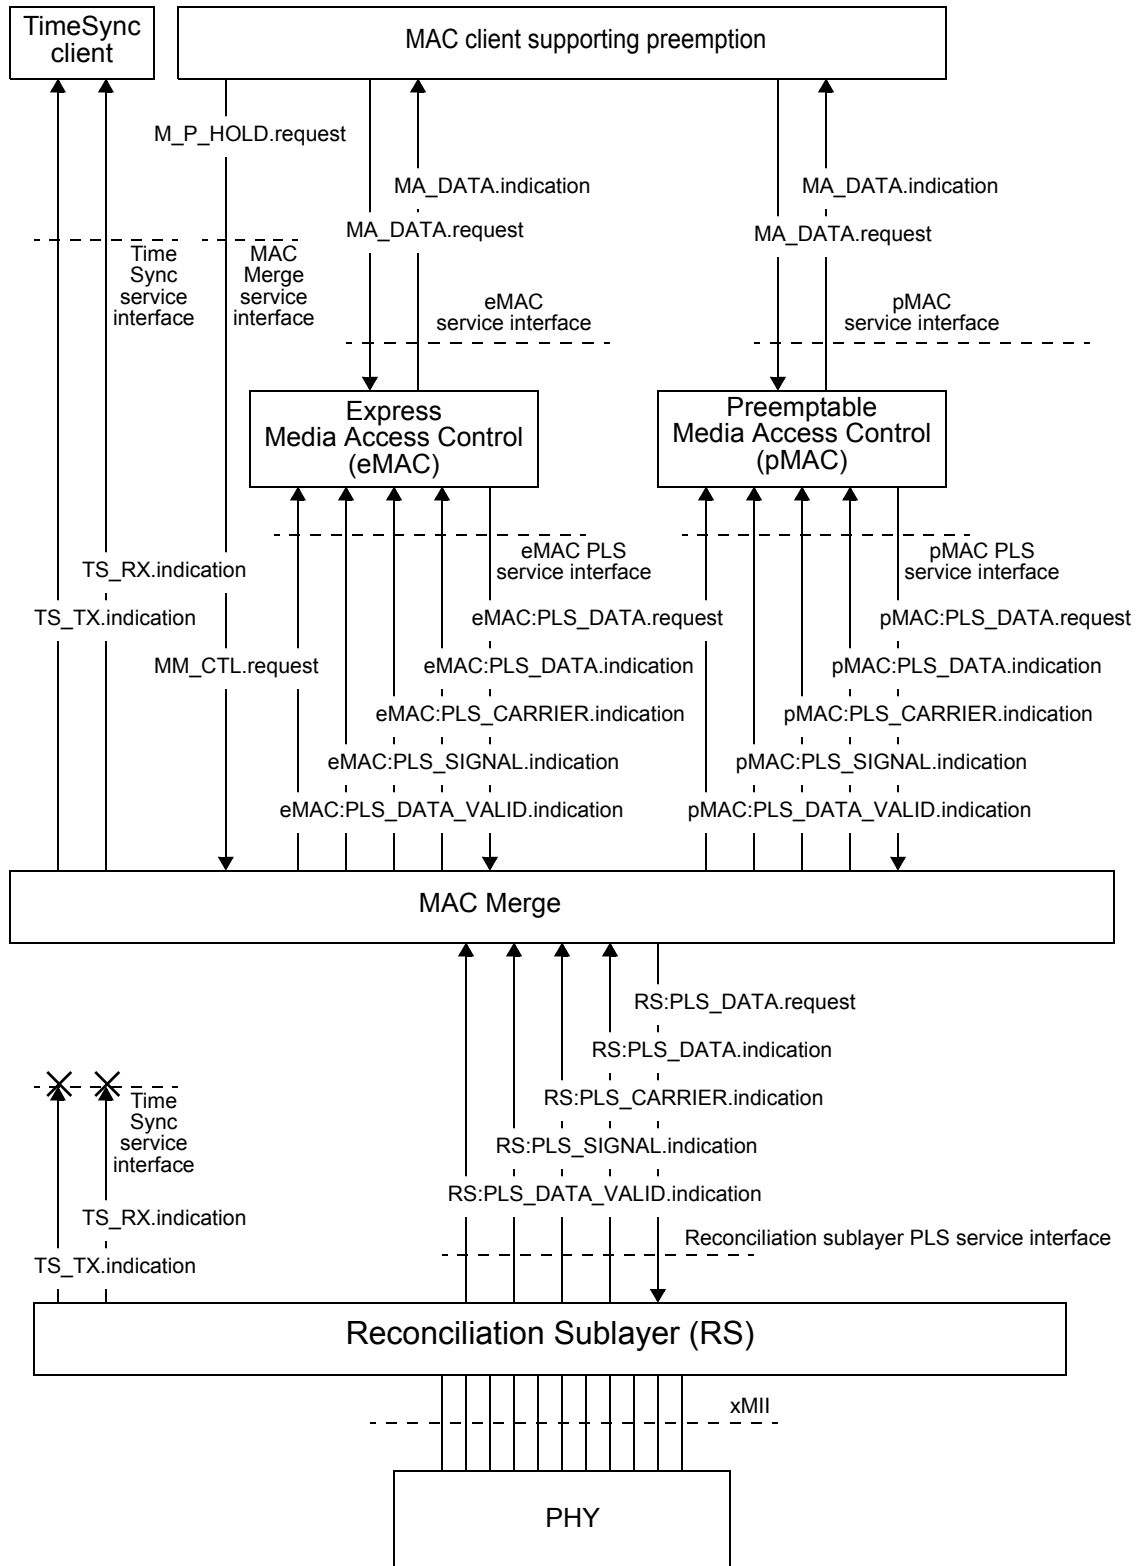 TimeSync
client
MAC client supporting preemption
M_P_HOLD.request
MA_DATA.indication
MA_DATA.indication
MA_DATA.request
MA_DATA.request
Time
Sync
service
interface
MAC
Merge
service
interface
eMAC
service interface
pMAC
service interface
Express
Media Access Control
(eMAC)
Preemptable
Media Access Control
(pMAC)
eMAC PLS
service interface
pMAC PLS
service interface
TS_RX.indication
TS_TX.indication
MM_CTL.request
eMAC:PLS_DATA.request
eMAC:PLS_DATA.indication
eMAC:PLS_CARRIER.indication
eMAC:PLS_SIGNAL.indication
eMAC:PLS_DATA_VALID.indication
pMAC:PLS_DATA.request
pMAC:PLS_DATA.indication
pMAC:PLS_CARRIER.indication
pMAC:PLS_SIGNAL.indication
pMAC:PLS_DATA_VALID.indication
MAC Merge
RS:PLS_DATA.request
RS:PLS_DATA.indication
RS:PLS_CARRIER.indication
RS:PLS_SIGNAL.indication
RS:PLS_DATA_VALID.indication
Time
Sync
service
interface
TS_RX.indication
TS_TX.indication
Reconciliation sublayer PLS service interface
Reconciliation Sublayer (RS)
xMII
PHY